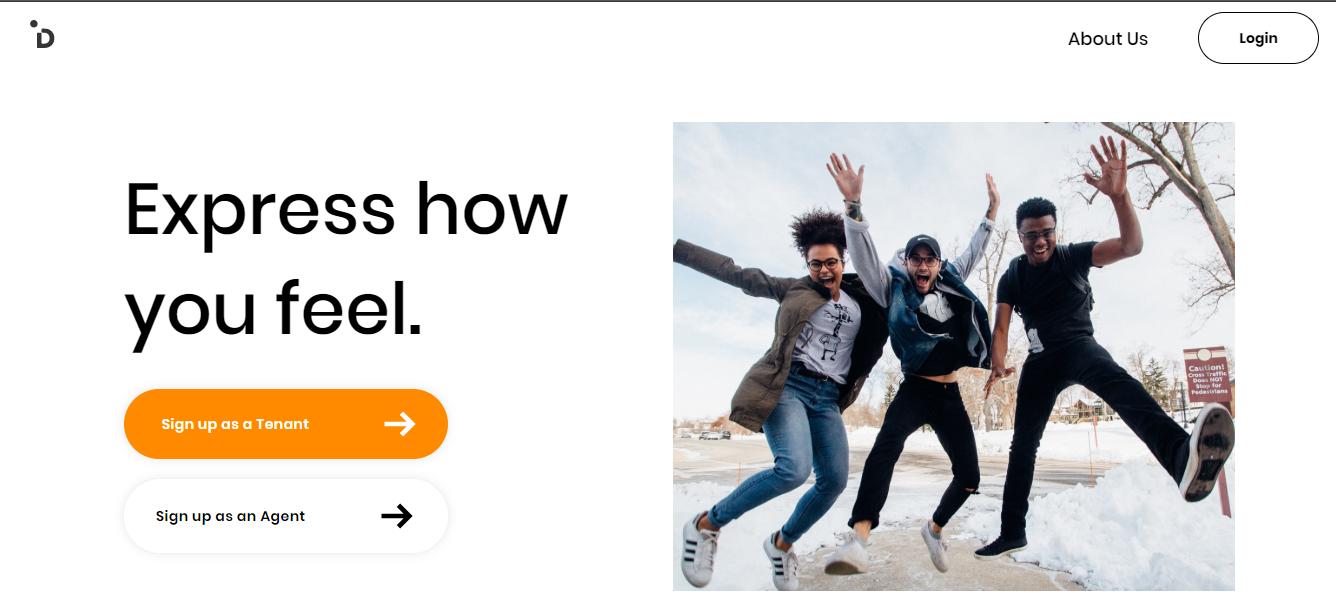 D
About Us
Login
Express how
you feel.
Sign up as a Tenant
Sign up as an Agent
Caution!
Cross Traffic
Does NOT
Stop for
Pedestrians